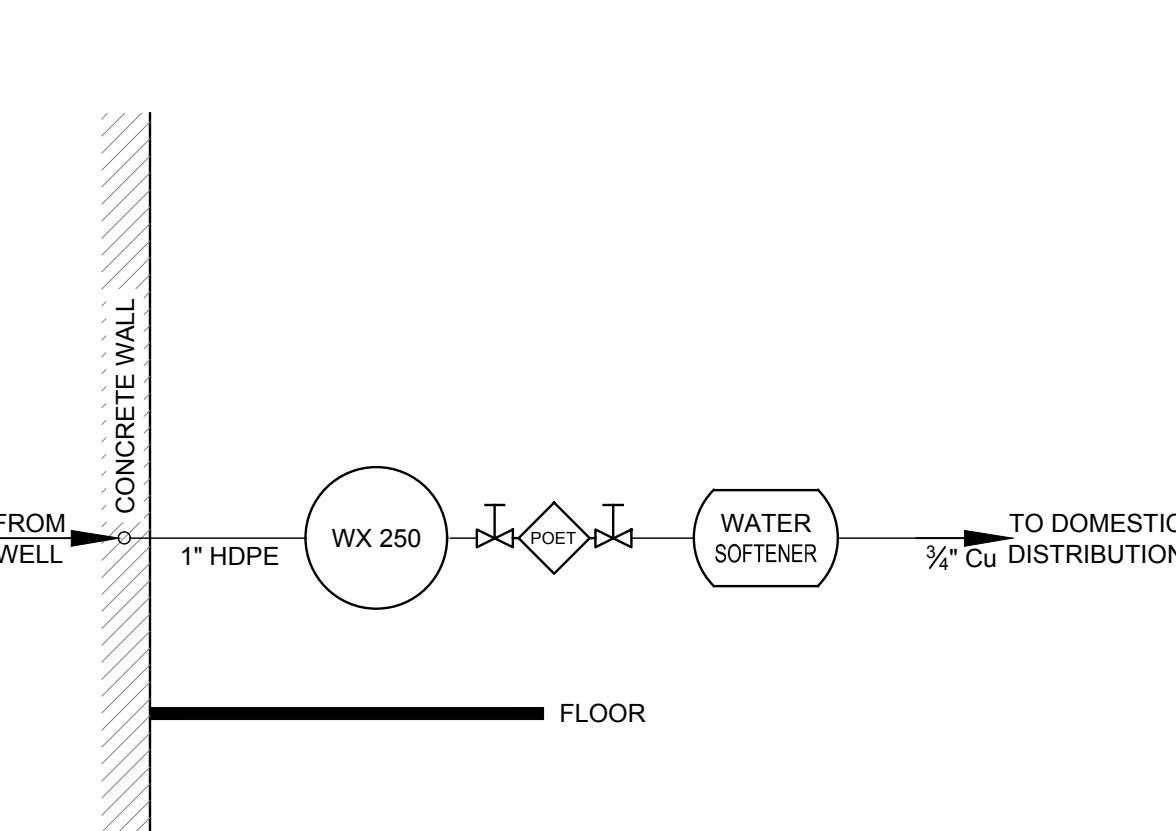 CONCRETE WALL
FROM
WELL
1" HDPE
WX 250
POET
WATER
SOFTENER
¾" Cu
TO DOMESTIC
DISTRIBUTION
FLOOR